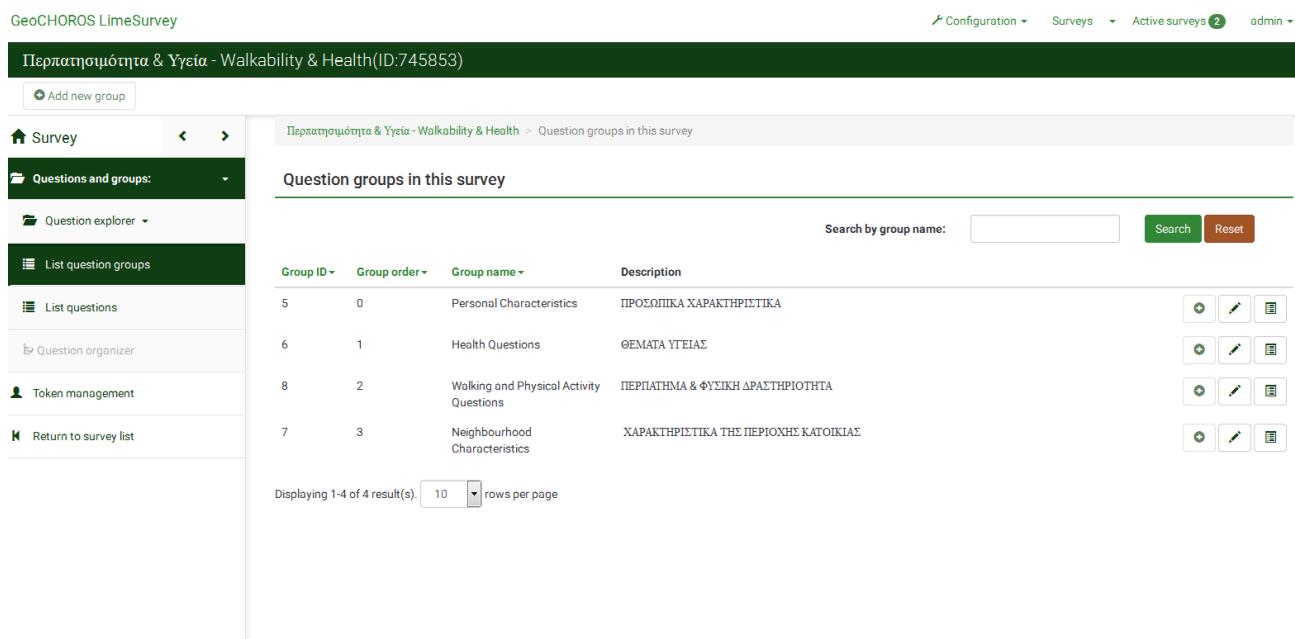 GeoCHOROS LimeSurvey
Configuration Surveys Active surveys 2 admin
Περπατησιμότητα & Υγεία - Walkability & Health(ID:745853)
Add new group
Survey
Περπατησιμότητα & Υγεία - Walkability & Health > Question groups in this survey
Questions and groups:
Question groups in this survey
Question explorer
Search by group name: Search Reset
List question groups
Group ID Group order Group name Description
List questions
5 0 Personal Characteristics ΠΡΟΣΩΠΙΚΑ ΧΑΡΑΚΤΗΡΙΣΤΙΚΑ
Question organizer
6 1 Health Questions ΘΕΜΑΤΑ ΥΓΕΙΑΣ
Token management
8 2 Walking and Physical Activity ΠΕΡΠΑΤΗΜΑ & ΦΥΣΙΚΗ ΔΡΑΣΤΗΡΙΟΤΗΤΑ
Questions
Return to survey list
7 3 Neighbourhood ΧΑΡΑΚΤΗΡΙΣΤΙΚΑ ΤΗΣ ΠΕΡΙΟΧΗΣ ΚΑΤΟΙΚΙΑΣ
Characteristics
Displaying 1-4 of 4 result(s). 10 rows per page